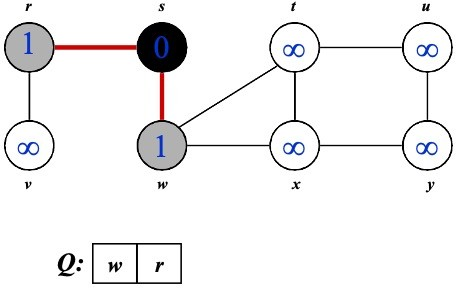 r s t u
1 0 ∞ ∞
∞ 1 ∞ ∞
v w x y
Q: w r